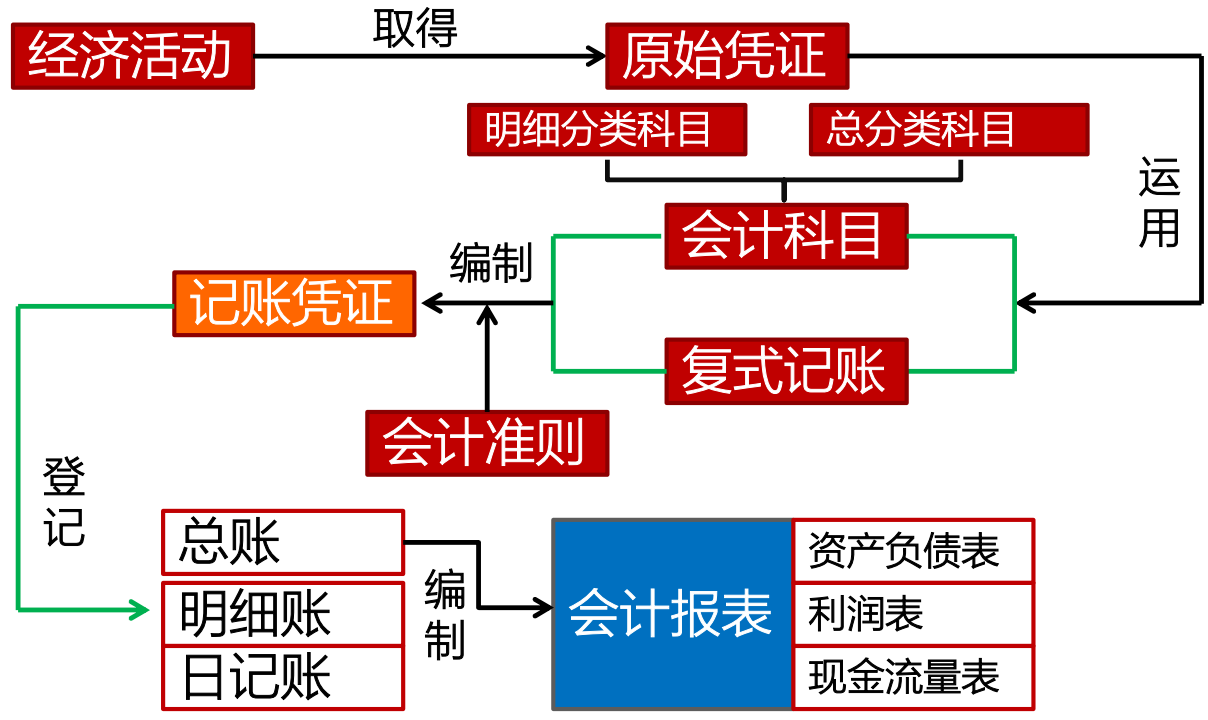 经济活动
取得
原始凭证
明细分类科目
总分类科目
运用
会计科目
编制
记账凭证
复式记账
会计准则
登记
总账
明细账
日记账
编制
会计报表
资产负债表
利润表
现金流量表